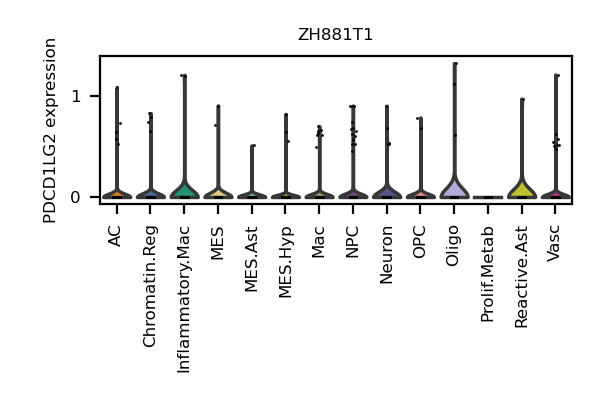 ZH881T1
PDCD1LG2 expression
1
0
AC
Chromatin.Reg
Inflammatory.Mac
MES
MES.Ast
MES.Hyp
Mac
NPC
Neuron
OPC
Oligo
Prolif.Metab
Reactive.Ast
Vasc